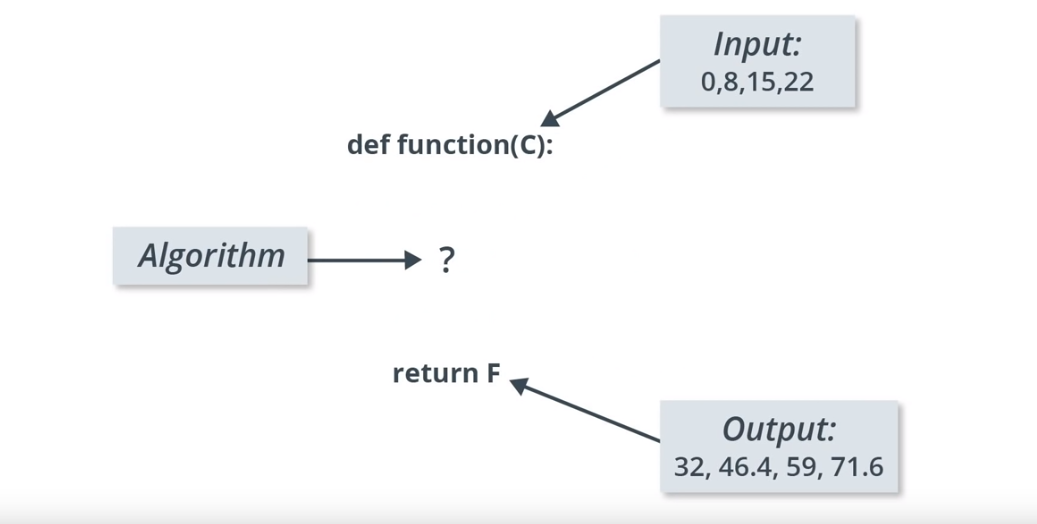 Input:
0,8,15,22
def function(C):
Algorithm
?
return F
Output:
32, 46.4, 59, 71.6